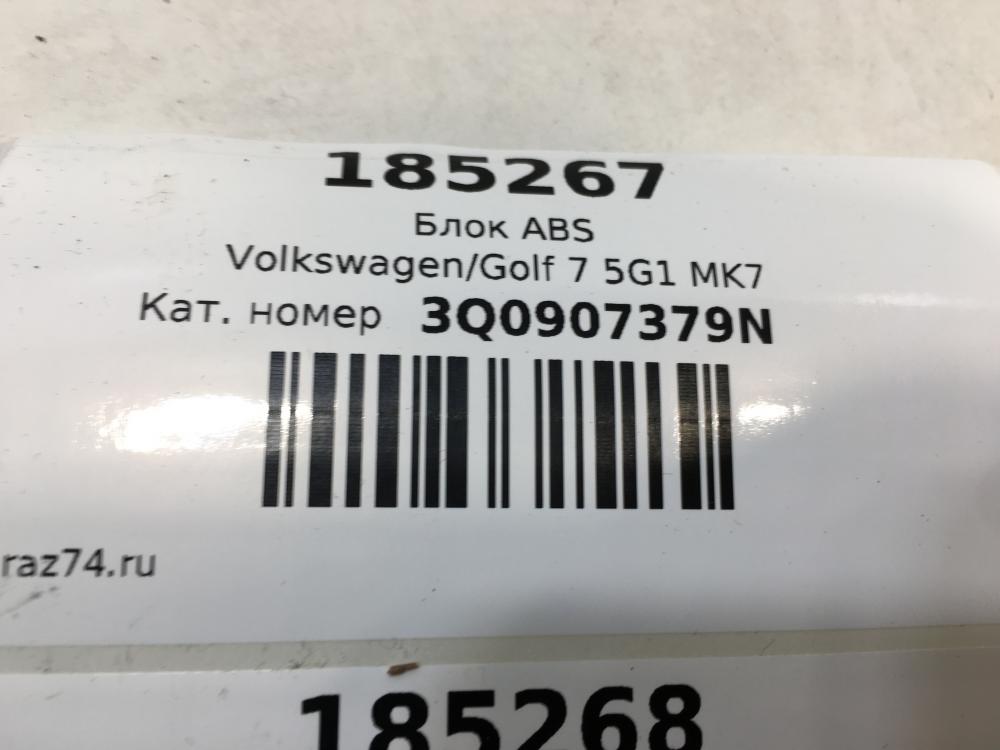 185267
Блок ABS
Volkswagen/Golf 7 5G1 MK7
Кат. номер 3Q0907379N
raz74.ru
185268